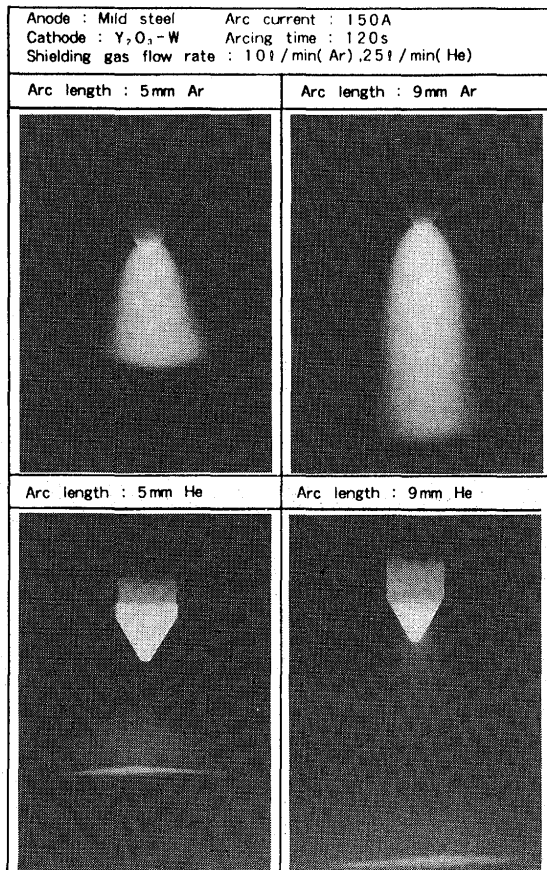 Anode : Mild steel Arc current : 150A
Cathode : Y₂O₃-W Arcing time : 120s
Shielding gas flow rate : 10ℓ/min( Ar) ,25ℓ/min( He)
Arc length : 5mm Ar
Arc length : 9mm Ar
Arc length : 5mm He
Arc length : 9mm He